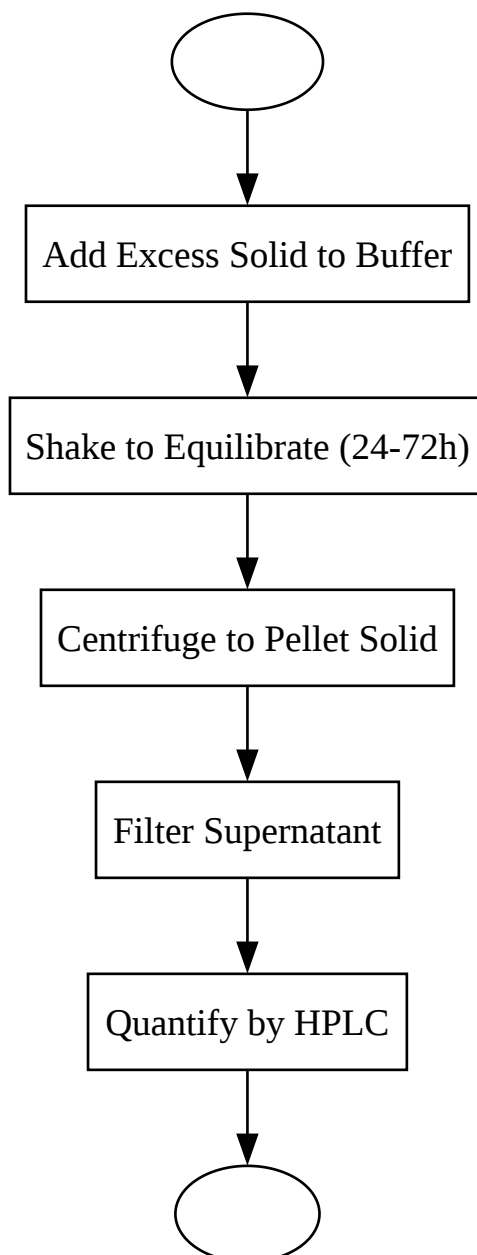 Add Excess Solid to Buffer
Shake to Equilibrate (24-72h)
Centrifuge to Pellet Solid
Filter Supernatant
Quantify by HPLC